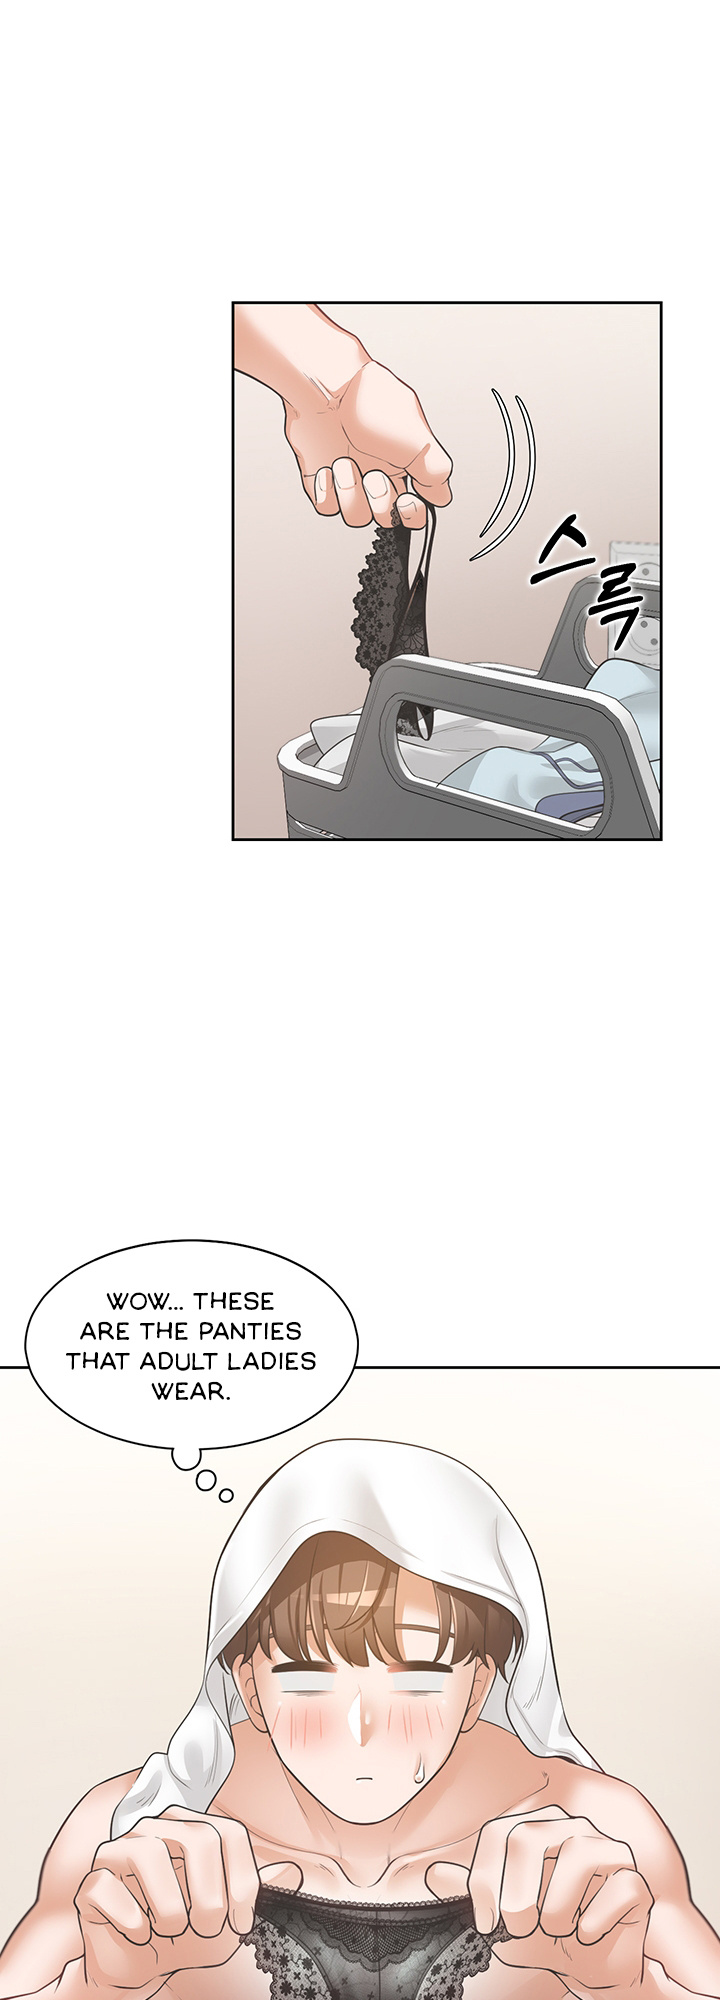 스륵
WOW... THESE
ARE THE PANTIES
THAT ADULT LADIES
WEAR.